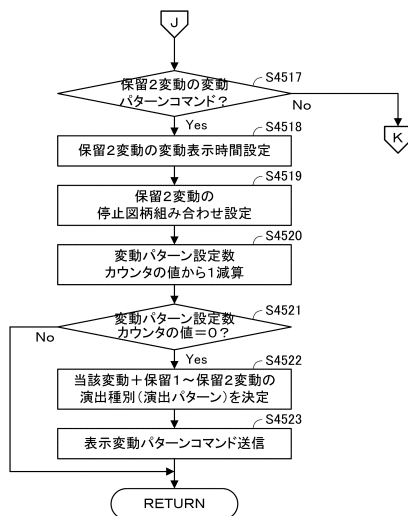 J
保留2変動の変動
パターンコマンド?
S4517
No
Yes
K
S4518
保留2変動の変動表示時間設定
S4519
保留2変動の
停止図柄組み合わせ設定
S4520
変動パターン設定数
カウンタの値から1減算
S4521
変動パターン設定数
カウンタの値=0?
No
Yes
S4522
当該変動+保留1~保留2変動の
演出種別(演出パターン)を決定
S4523
表示変動パターンコマンド送信
RETURN